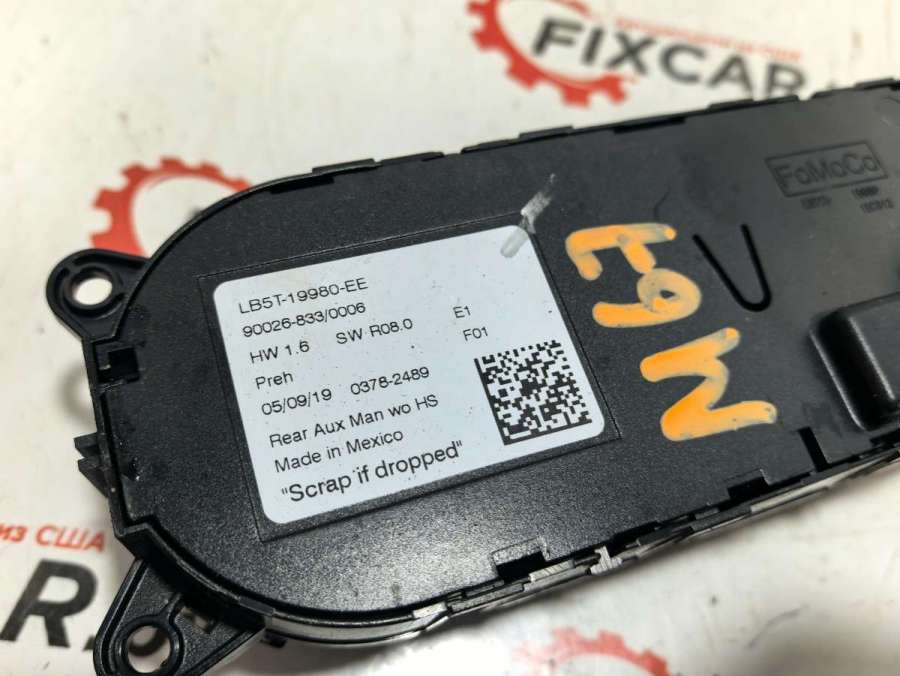 FIXCAR.
FoMoCo
LB5T-19980-EE
90026-833/0006
HW 1.6 SW R08.0 E1
Preh F01
05/09/19 0378-2489
Rear Aux Man wo HS
Made in Mexico
"Scrap if dropped"
M67
из США
R.